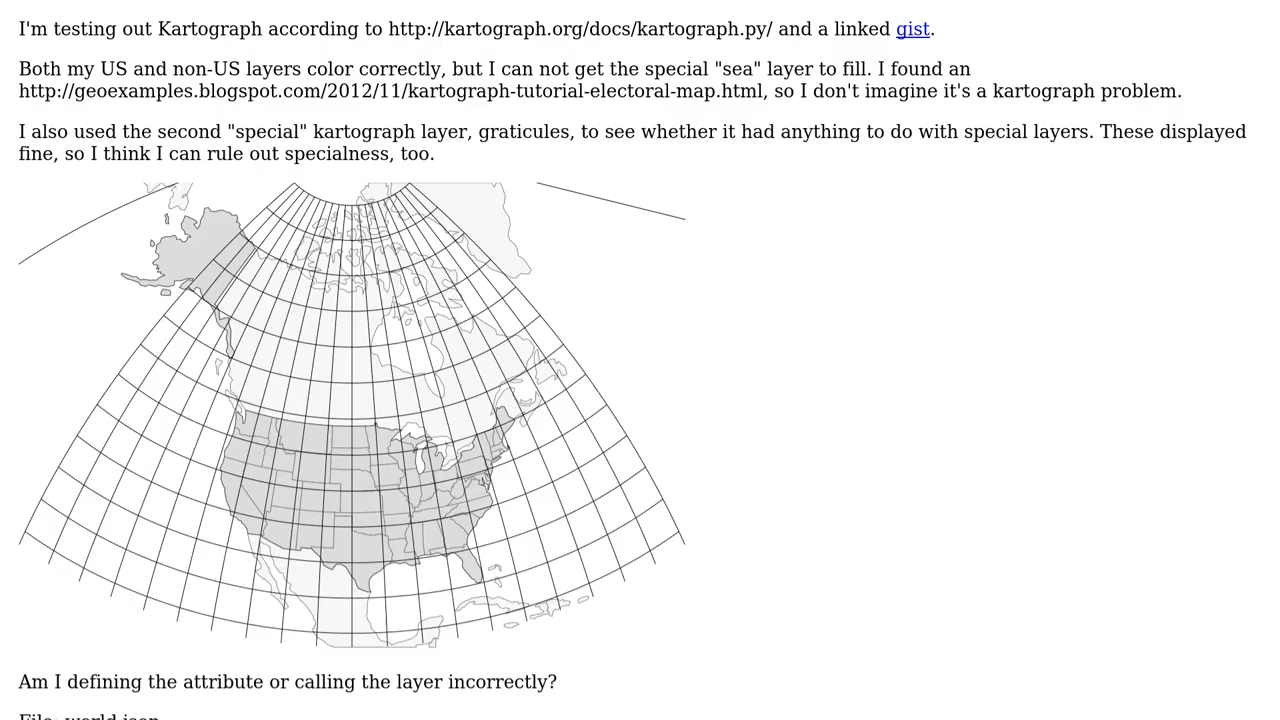 I'm testing out Kartograph according to http://kartograph.org/docs/kartograph.py/ and a linked gist.
Both my US and non-US layers color correctly, but I can not get the special "sea" layer to fill. I found an
http://geoexamples.blogspot.com/2012/11/kartograph-tutorial-electoral-map.html, so I don't imagine it's a kartograph problem.
I also used the second "special" kartograph layer, graticules, to see whether it had anything to do with special layers. These displayed
fine, so I think I can rule out specialness, too.
Am I defining the attribute or calling the layer incorrectly?
File: world.json